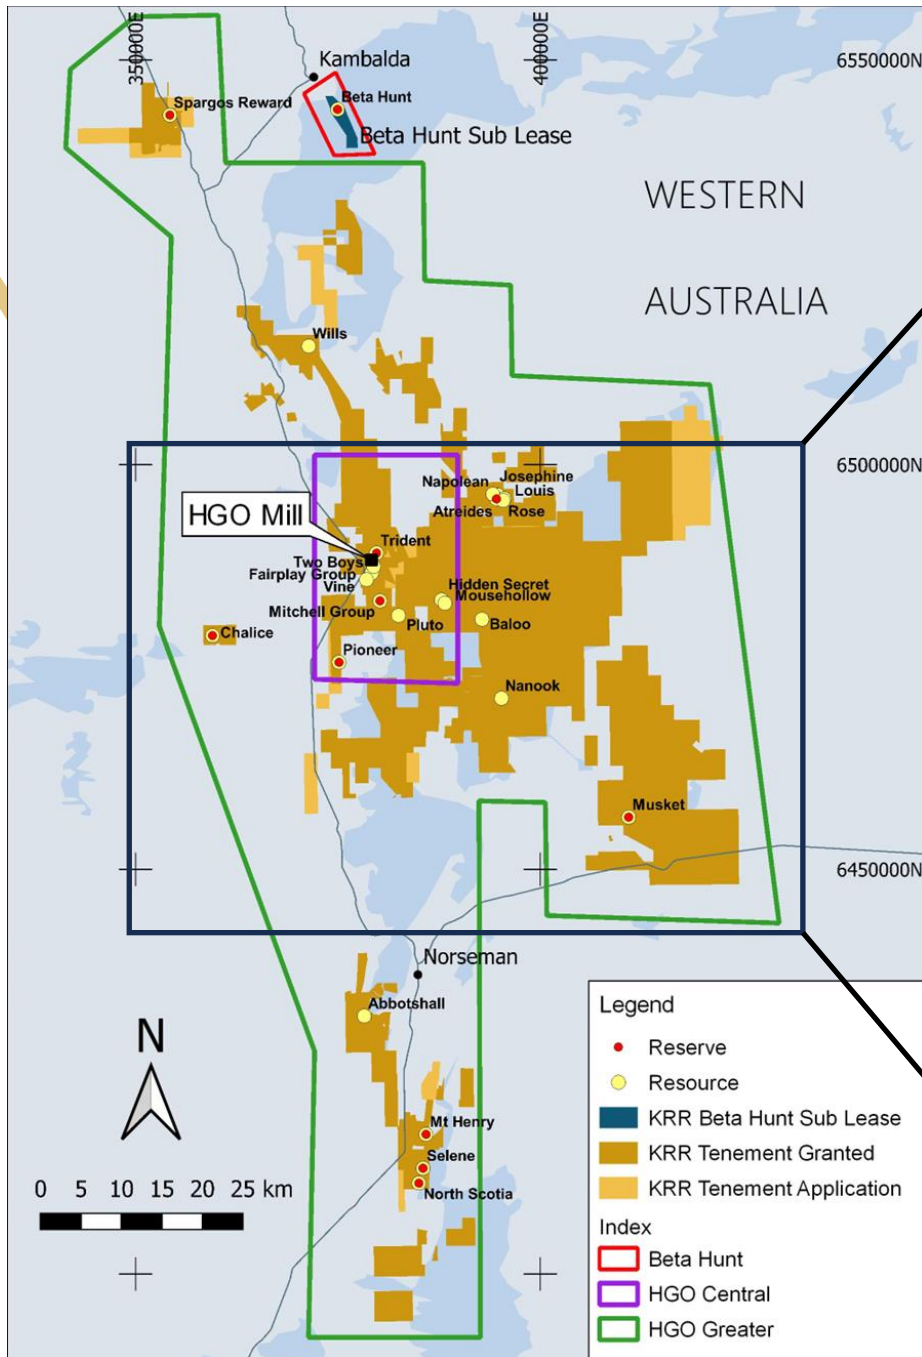 350000E
400000E
6550000N
Kambalda
Spargos Reward
Beta Hunt
Beta Hunt Sub Lease
WESTERN
AUSTRALIA
Wills
6500000N
Napolean
Josephine
Louis
Atreides
Rose
HGO Mill
Trident
Two Boys
Fairplay Group
Vine
Hidden Secret
Mousehollow
Mitchell Group
Pluto
Baloo
Chalice
Pioneer
Nanook
Musket
6450000N
Norseman
Abbotshall
N
Mt Henry
Selene
North Scotia
0 5 10 15 20 25 km
Legend
Reserve
Resource
KRR Beta Hunt Sub Lease
KRR Tenement Granted
KRR Tenement Application
Index
Beta Hunt
HGO Central
HGO Greater